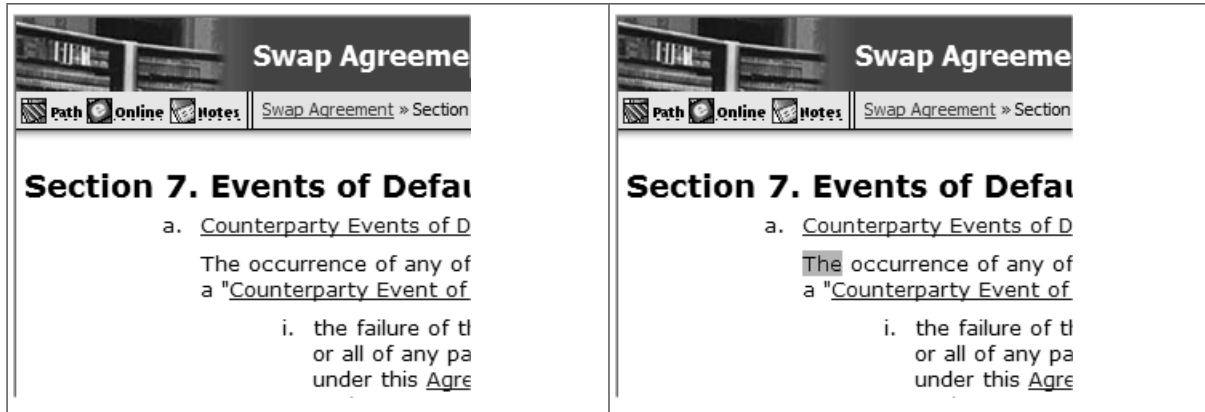 Swap Agreeme
Path Online Notes Swap Agreement » Section
Section 7. Events of Defau
a. Counterparty Events of D
The occurrence of any of
a "Counterparty Event of
i. the failure of th
or all of any pa
under this Agre
Swap Agreeme
Path Online Notes Swap Agreement » Section
Section 7. Events of Defau
a. Counterparty Events of D
The occurrence of any of
a "Counterparty Event of
i. the failure of th
or all of any pa
under this Agre